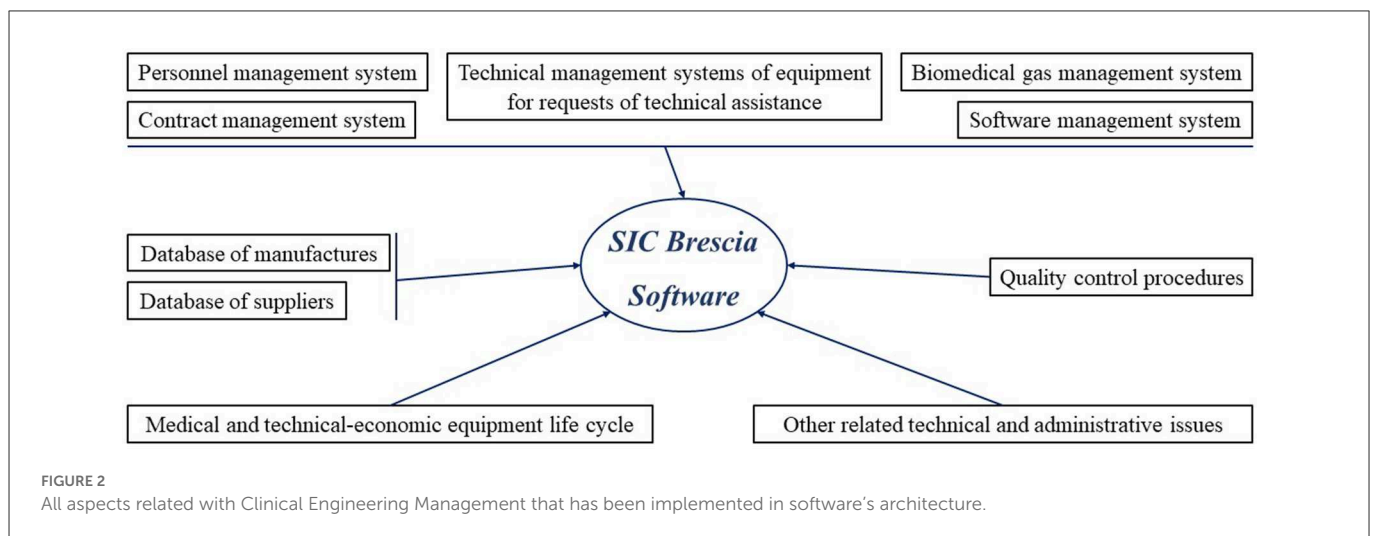 Personnel management system
Technical management systems of equipment
for requests of technical assistance
Biomedical gas management system
Contract management system
Software management system
SIC Brescia
Software
Database of manufactures
Database of suppliers
Quality control procedures
Medical and technical-economic equipment life cycle
Other related technical and administrative issues
FIGURE 2
All aspects related with Clinical Engineering Management that has been implemented in software's architecture.